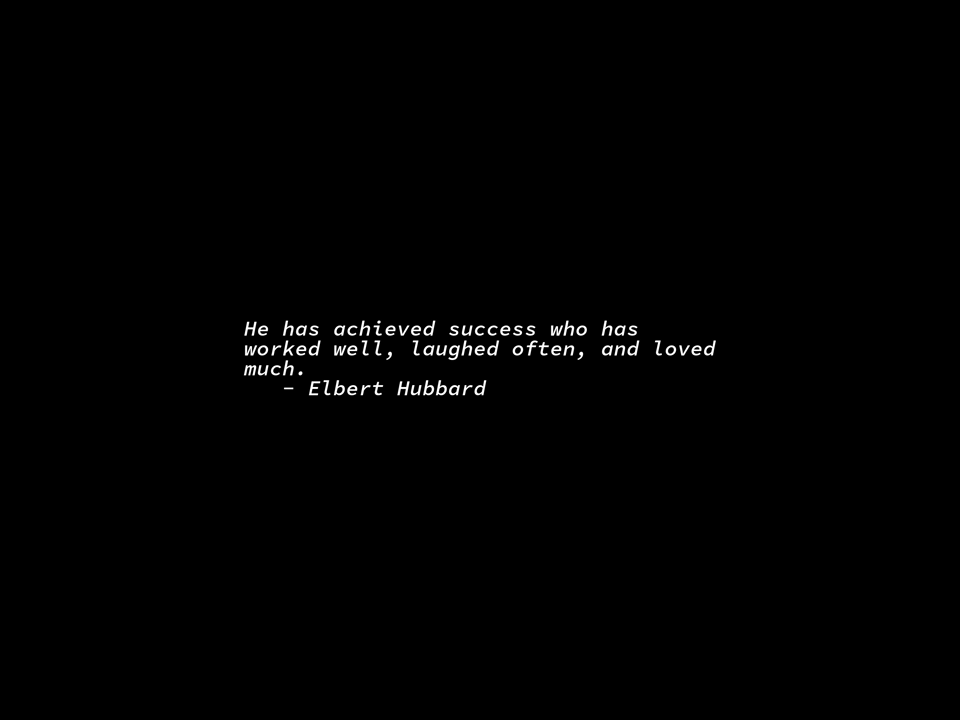 He has achieved success who has
worked well, laughed often, and loved
much.
– Elbert Hubbard